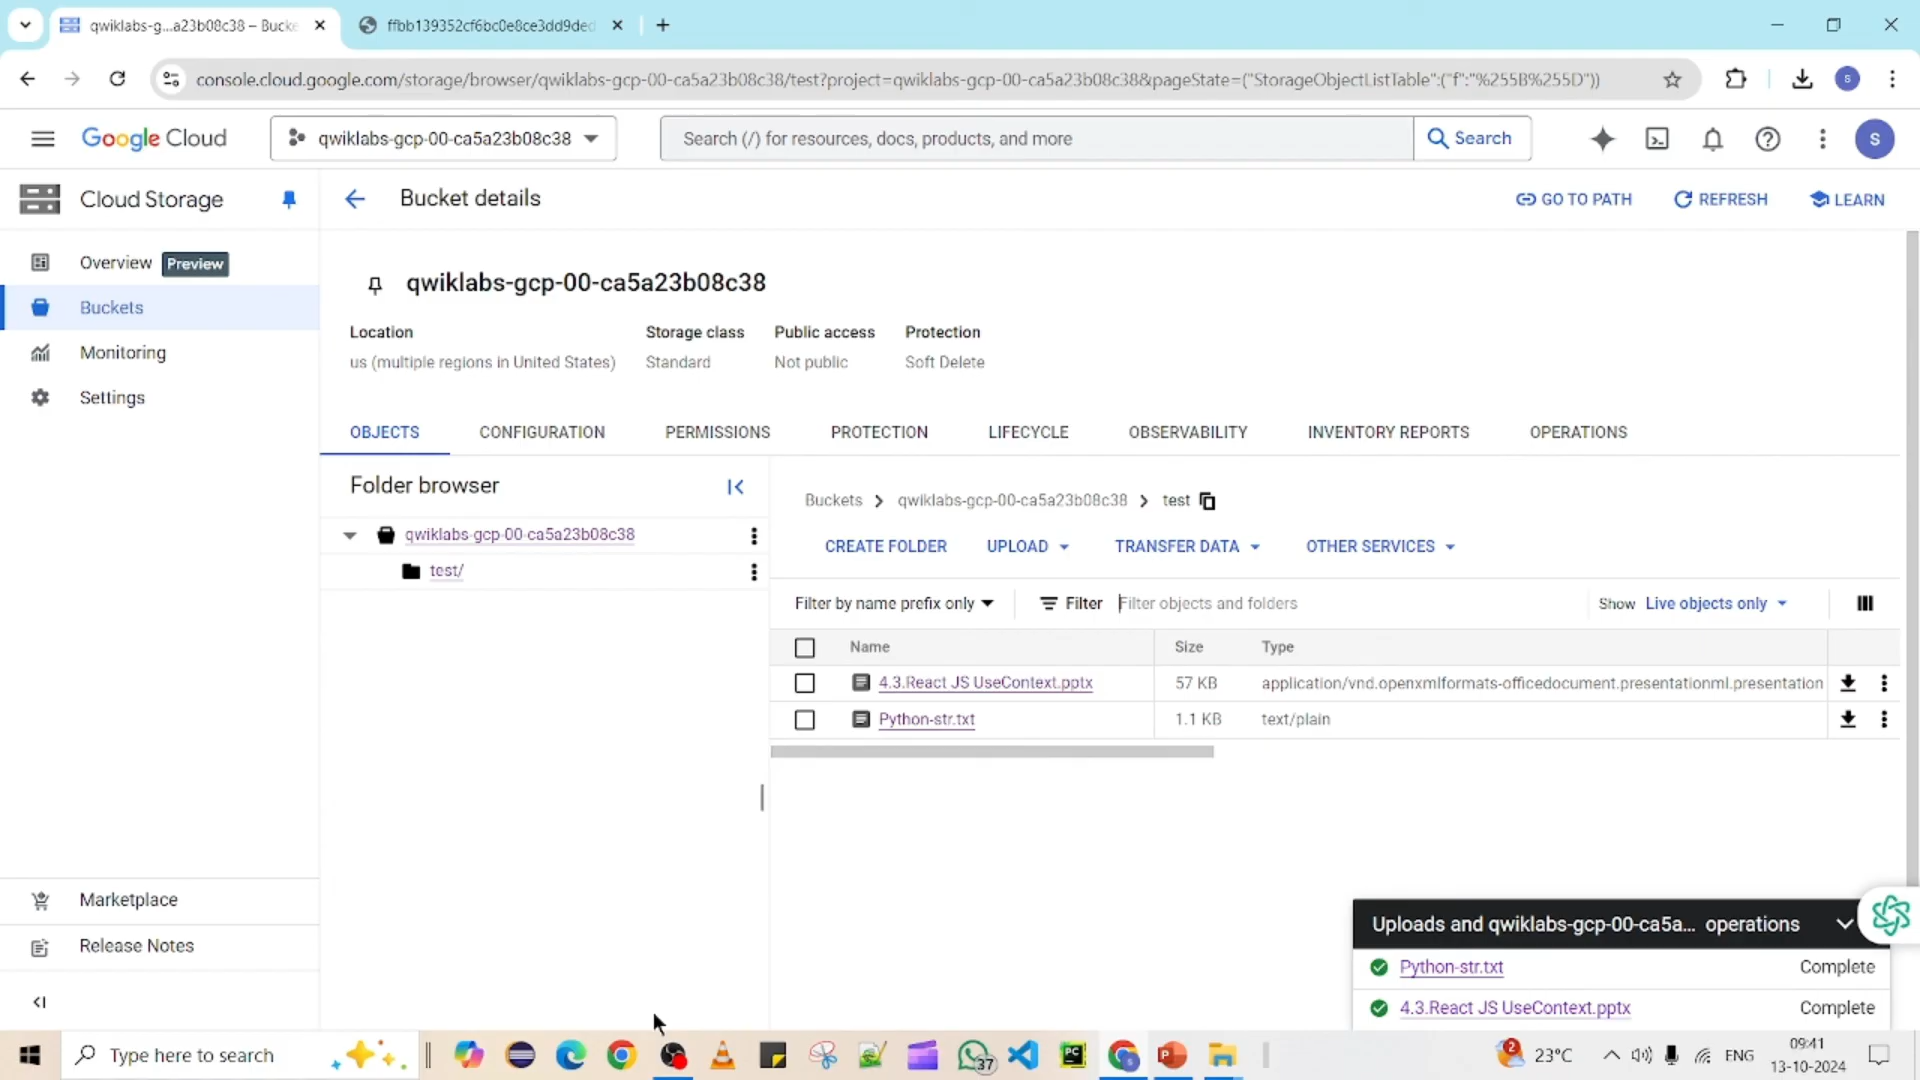 qwiklabs-g...a23b08c38 – Bucke
ffbb139352cf6bc0e8ce3dd9ded
console.cloud.google.com/storage/browser/qwiklabs-gcp-00-ca5a23b08c38/test?project=qwiklabs-gcp-00-ca5a23b08c38&pageState=("StorageObjectListTable":("f":"%255B%255D"))
S
Google Cloud
qwiklabs-gcp-00-ca5a23b08c38
Search (/) for resources, docs, products, and more
Search
S
Cloud Storage
Bucket details
GO TO PATH
REFRESH
LEARN
Overview Preview
Buckets
Monitoring
Settings
qwiklabs-gcp-00-ca5a23b08c38
Location Storage class Public access Protection
us (multiple regions in United States) Standard Not public Soft Delete
OBJECTS CONFIGURATION PERMISSIONS PROTECTION LIFECYCLE OBSERVABILITY INVENTORY REPORTS OPERATIONS
Folder browser
qwiklabs-gcp-00-ca5a23b08c38
test/
Buckets qwiklabs-gcp-00-ca5a23b08c38 test
CREATE FOLDER UPLOAD TRANSFER DATA OTHER SERVICES
Filter by name prefix only Filter Filter objects and folders Show Live objects only
Name Size Type
4.3.React JS UseContext.pptx 57 KB application/vnd.openxmlformats-officedocument.presentationml.presentation
Python-str.txt 1.1 KB text/plain
Marketplace
Release Notes
Uploads and qwiklabs-gcp-00-ca5a... operations
Python-str.txt Complete
4.3.React JS UseContext.pptx Complete
Type here to search
37
PC
2
23°C
ENG
09:41
13-10-2024